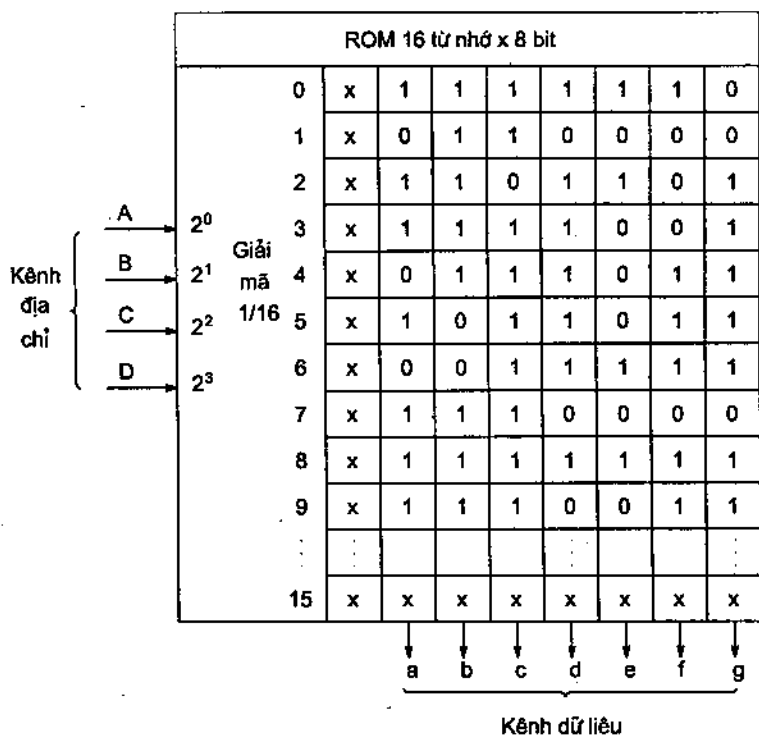 ROM 16 từ nhớ x 8 bit
0 x 1 1 1 1 1 1 0
1 x 0 1 1 0 0 0 0
2 x 1 1 0 1 1 0 1
A 2⁰ 3 x 1 1 1 1 0 0 1
Kênh địa chỉ
B 2¹ Giải mã 1/16 4 x 0 1 1 1 0 1 1
C 2² 5 x 1 0 1 1 0 1 1
D 2³ 6 x 0 0 1 1 1 1 1
7 x 1 1 1 0 0 0 0
8 x 1 1 1 1 1 1 1
9 x 1 1 1 0 0 1 1
15 x x x x x x x x
a b c d e f g
Kênh dữ liêu